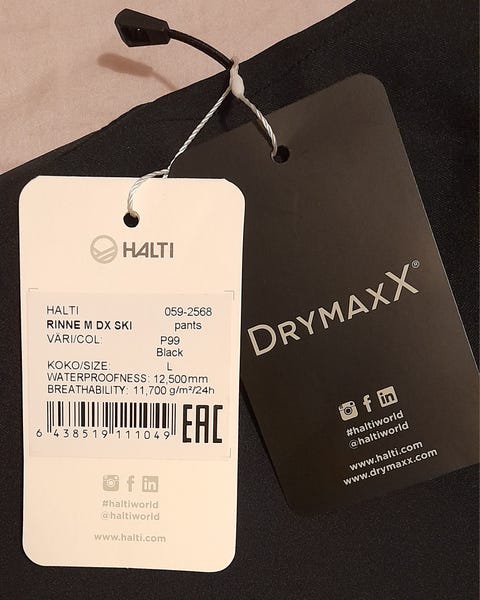 HALTI
HALTI 059-2568
RINNE M DX SKI pants
VÄRI/COL: P99
Black
KOKO/SIZE: L
WATERPROOFNESS: 12,500mm
BREATHABILITY: 11,700 g/m²/24h
6 438519 111049 EAC
#haltiworld
@haltiworld
www.halti.com
DRYMAXX®
#haltiworld
@haltiworld
www.halti.com
www.drymaxx.com